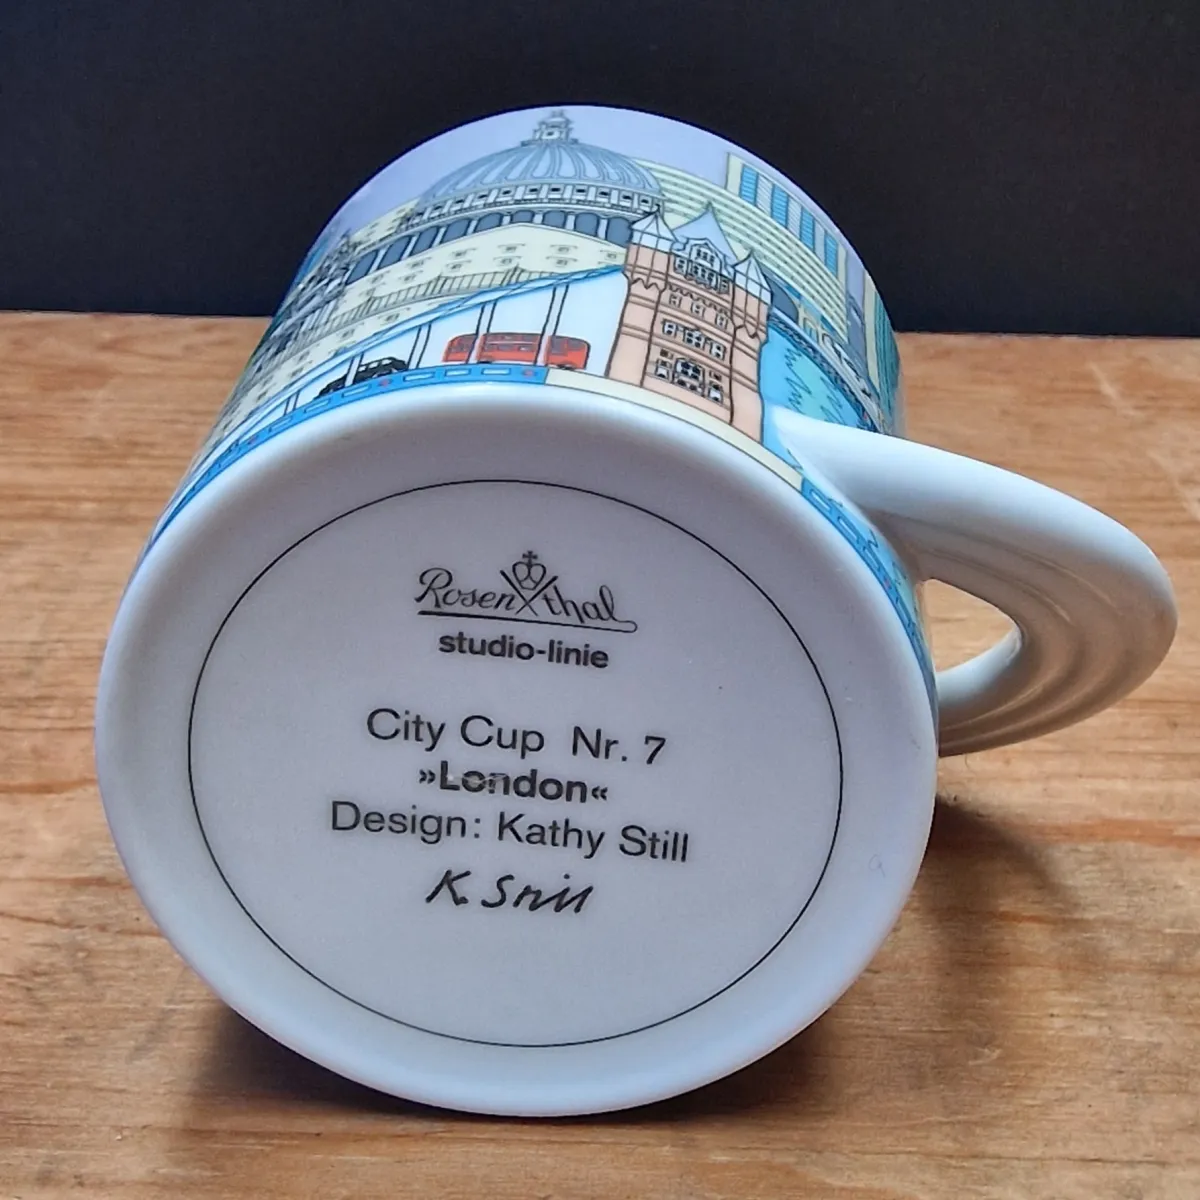 Rosenthal
studio-linie
City Cup Nr. 7
»London«
Design: Kathy Still
K. Still